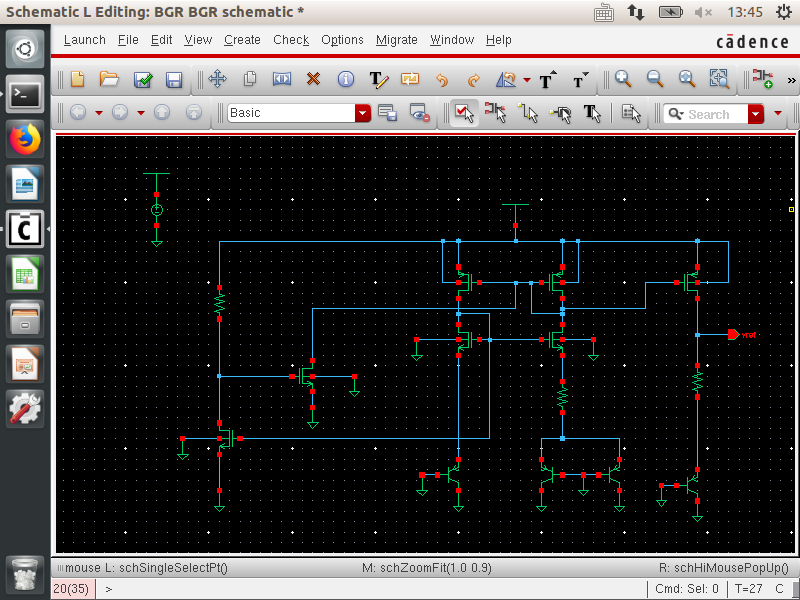 Schematic L Editing: BGR BGR schematic *
13:45
Launch File Edit View Create Check Options Migrate Window Help
cādence
Basic
Search
vref
mouse L: schSingleSelectPt()
M: schZoomFit(1.0 0.9)
R: schHiMousePopUp()
20(35)
>
Cmd: Sel: 0
T=27
C